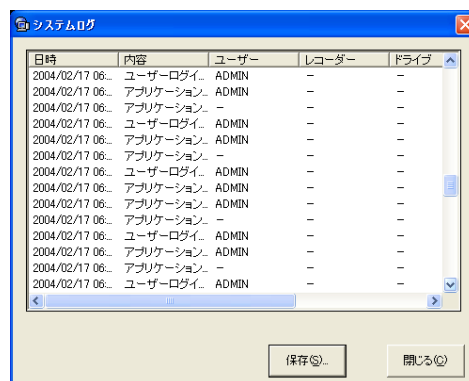 システムログ
日時 内容 ユーザー レコーダー ドライブ
2004/02/17 06:... ユーザーログイ... ADMIN − −
2004/02/17 06:... アプリケーション... ADMIN − −
2004/02/17 06:... アプリケーション... − − −
2004/02/17 06:... ユーザーログイ... ADMIN − −
2004/02/17 06:... アプリケーション... ADMIN − −
2004/02/17 06:... アプリケーション... − − −
2004/02/17 06:... ユーザーログイ... ADMIN − −
2004/02/17 06:... アプリケーション... ADMIN − −
2004/02/17 06:... アプリケーション... ADMIN − −
2004/02/17 06:... アプリケーション... − − −
2004/02/17 06:... ユーザーログイ... ADMIN − −
2004/02/17 06:... アプリケーション... ADMIN − −
2004/02/17 06:... アプリケーション... − − −
2004/02/17 06:... ユーザーログイ... ADMIN − −
保存(S)... 閉じる(C)